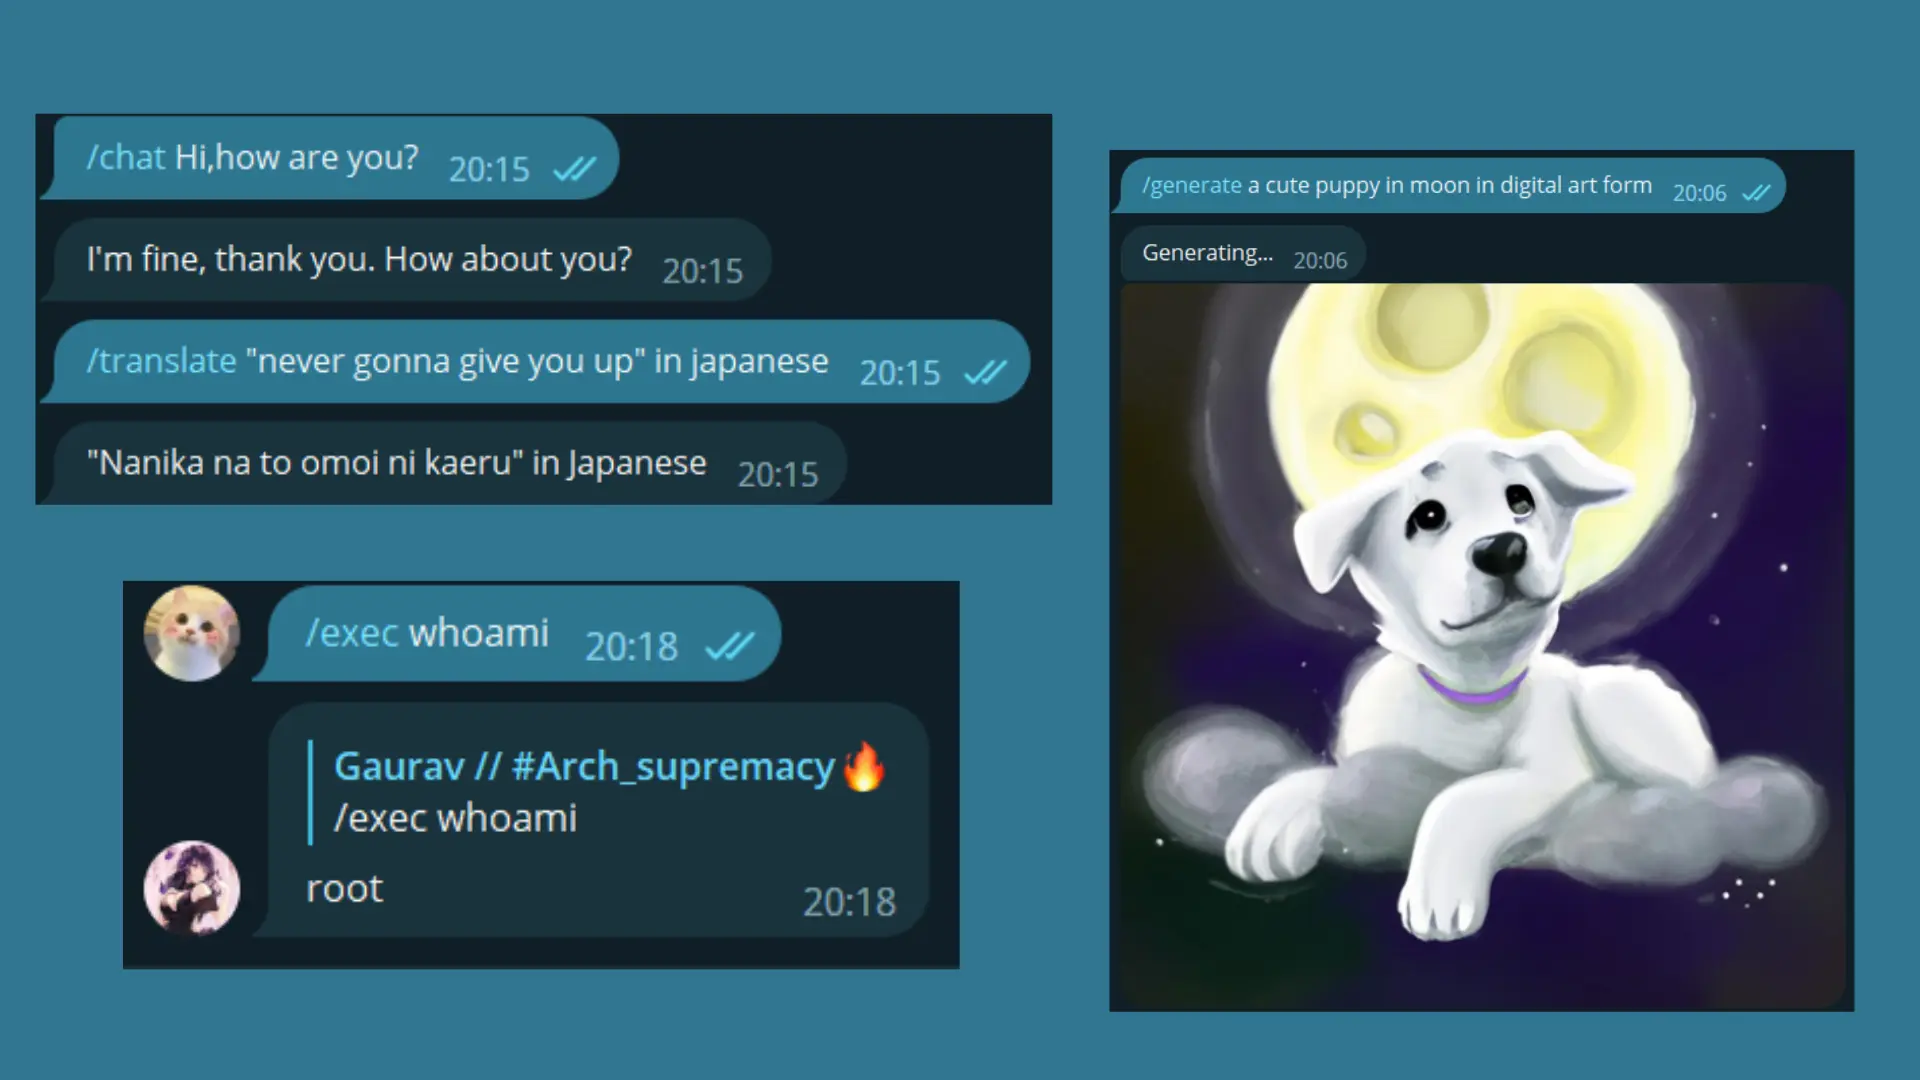 /chat Hi,how are you? 20:15
I'm fine, thank you. How about you? 20:15
/translate "never gonna give you up" in japanese 20:15
"Nanika na to omoi ni kaeru" in Japanese 20:15
/exec whoami 20:18
Gaurav // #Arch_supremacy🔥
/exec whoami
root 20:18
/generate a cute puppy in moon in digital art form 20:06
Generating... 20:06